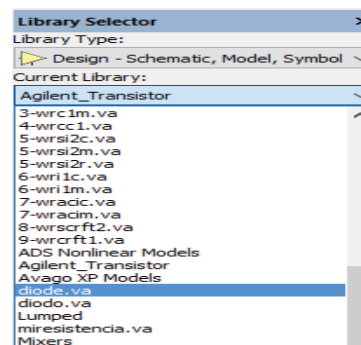 Library Selector
Library Type:
Design - Schematic, Model, Symbol
Current Library:
Agilent_Transistor
3-wrc1m.va
4-wrcc1.va
5-wrsi2c.va
5-wrsi2m.va
5-wrsi2r.va
6-wri1c.va
6-wri1m.va
7-wracic.va
7-wracim.va
8-wrscrft2.va
9-wrcrft1.va
ADS Nonlinear Models
Agilent_Transistor
Avago XP Models
diode.va
diodo.va
Lumped
miresistencia.va
Mixers